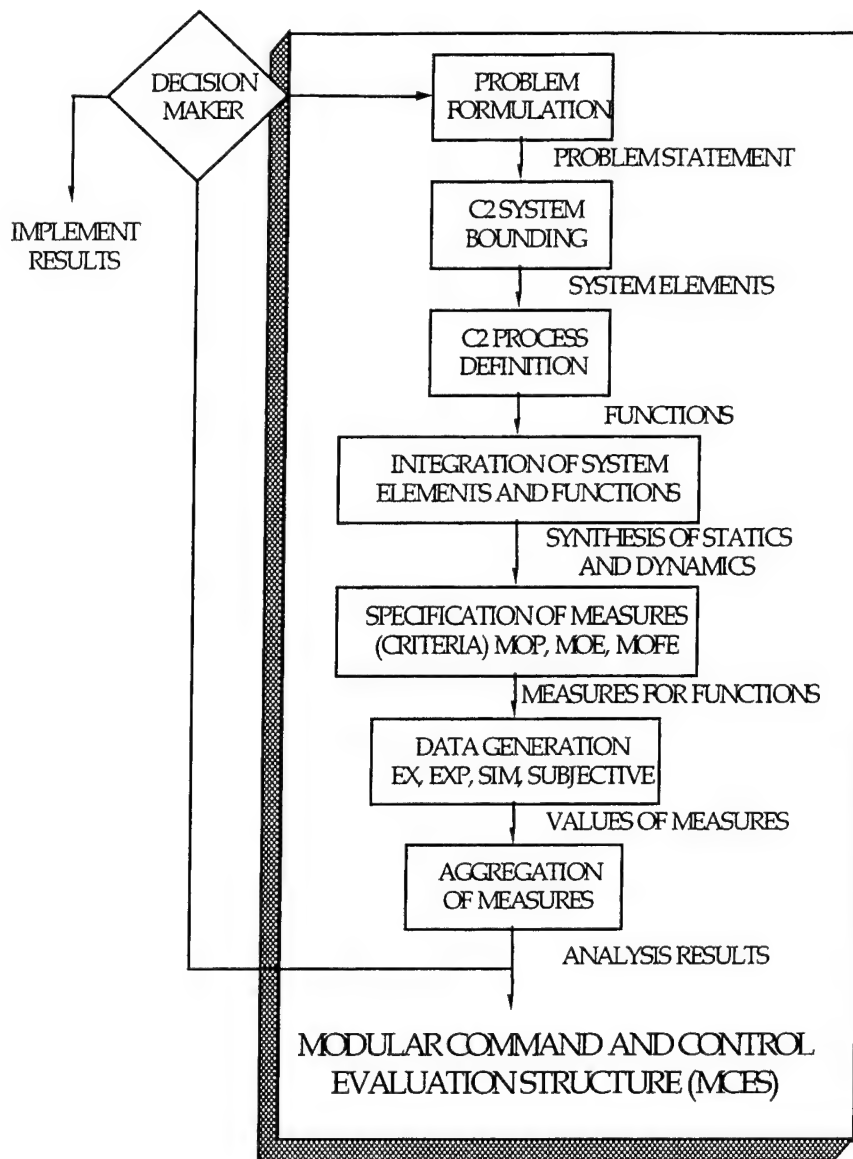 DECISION
MAKER
IMPLEMENT
RESULTS
PROBLEM
FORMULATION
PROBLEM STATEMENT
C2 SYSTEM
BOUNDING
SYSTEM ELEMENTS
C2 PROCESS
DEFINITION
FUNCTIONS
INTEGRATION OF SYSTEM
ELEMENTS AND FUNCTIONS
SYNTHESIS OF STATICS
AND DYNAMICS
SPECIFICATION OF MEASURES
(CRITERIA) MOP, MOE, MOFE
MEASURES FOR FUNCTIONS
DATA GENERATION
EX, EXP, SIM, SUBJECTIVE
VALUES OF MEASURES
AGGREGATION
OF MEASURES
ANALYSIS RESULTS
MODULAR COMMAND AND CONTROL
EVALUATION STRUCTURE (MCES)